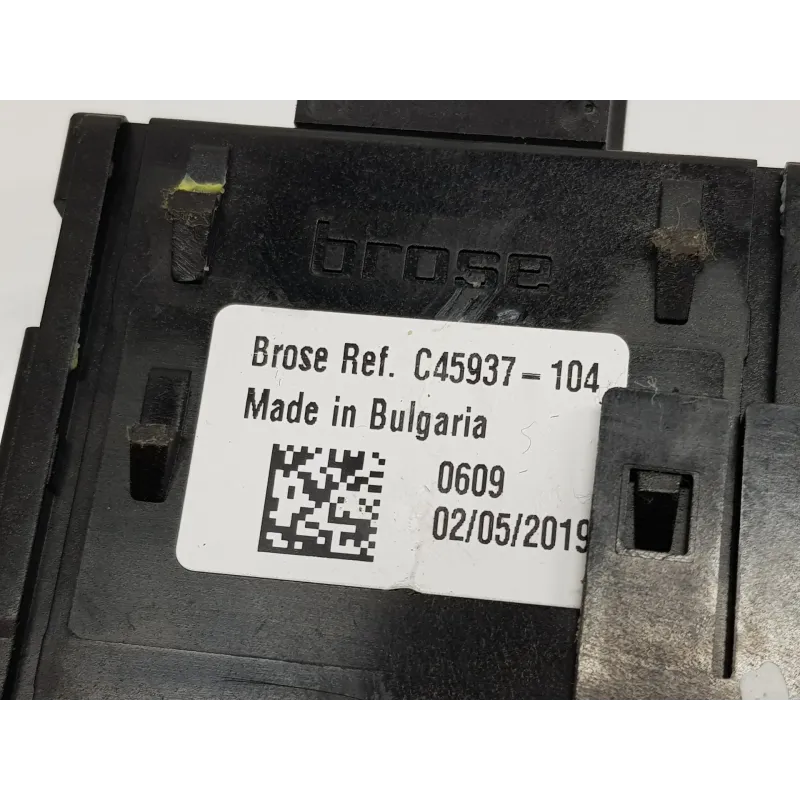 brose
Brose Ref. C45937-104
Made in Bulgaria
0609
02/05/2019